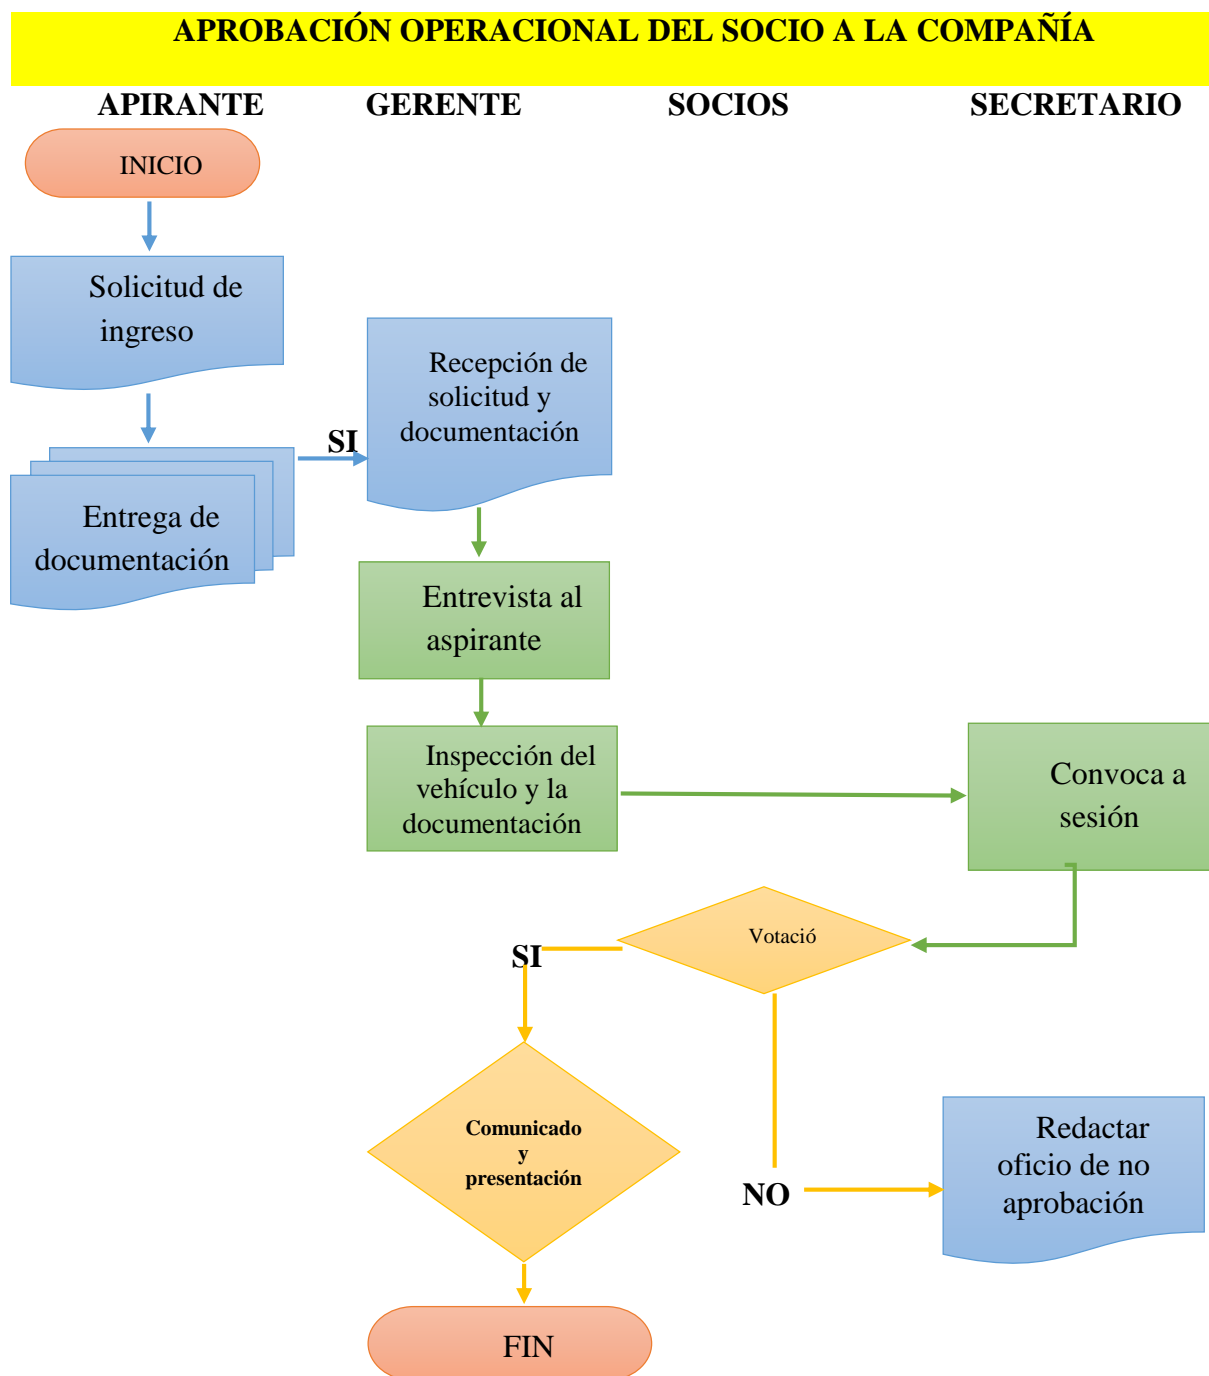 APROBACIÓN OPERACIONAL DEL SOCIO A LA COMPAÑÍA
APIRANTE GERENTE SOCIOS SECRETARIO
INICIO
Solicitud de
ingreso
Recepción de
solicitud y
documentación
SI
Entrega de
documentación
Entrevista al
aspirante
Inspección del
vehículo y la
documentación
Convoca a
sesión
Votació
SI
Comunicado
y
presentación
NO
Redactar
oficio de no
aprobación
FIN